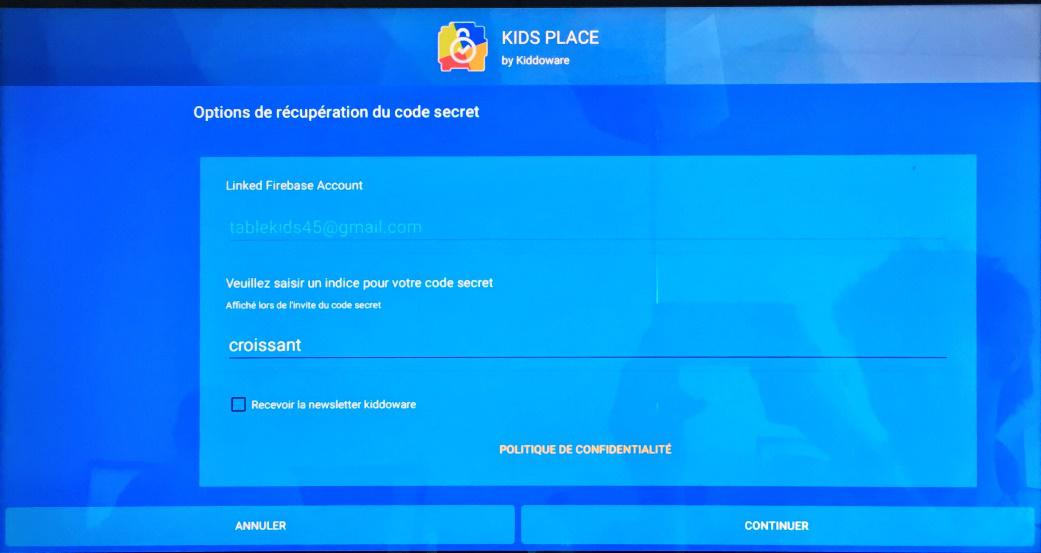 KIDS PLACE
by Kiddoware
Options de récupération du code secret
Linked Firebase Account
tablekids45@gmail.com
Veuillez saisir un indice pour votre code secret
Affiché lors de l'invite du code secret
croissant
Recevoir la newsletter kiddoware
POLITIQUE DE CONFIDENTIALITÉ
ANNULER
CONTINUER